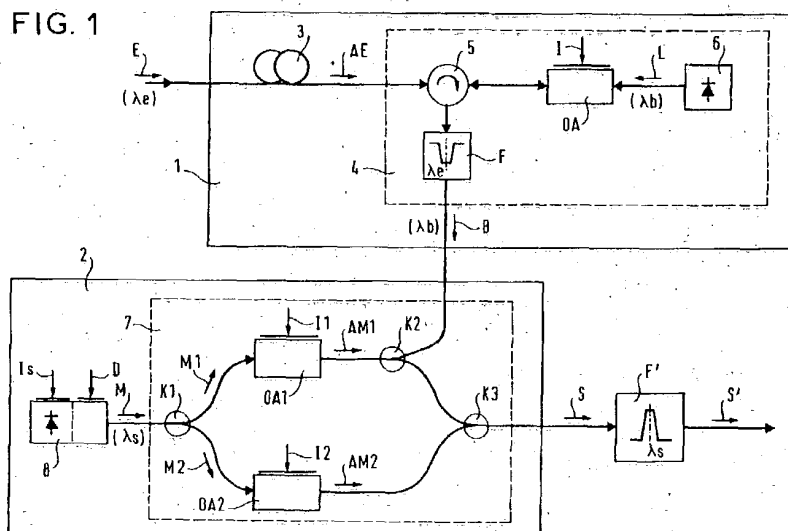 FIG. 1
E
(λe)
3
AE
5
I
L
6
(λb)
OA
1
4
λe
F
(λb)
B
2
7
I1
AM1
K2
Is
D
M
K1
M1
OA1
K3
S
F'
S'
(λs)
8
M2
I2
AM2
λs
OA2